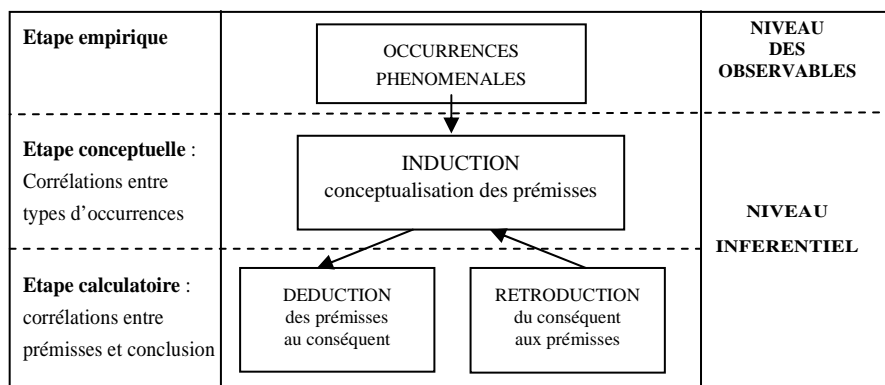 Etape empirique
OCCURRENCES
PHENOMENALES
NIVEAU
DES
OBSERVABLES
Etape conceptuelle :
Corrélations entre
types d’occurrences
INDUCTION
conceptualisation des prémisses
NIVEAU
INFERENTIEL
Etape calculatoire :
corrélations entre
prémisses et conclusion
DEDUCTION
des prémisses
au conséquent
RETRODUCTION
du conséquent
aux prémisses